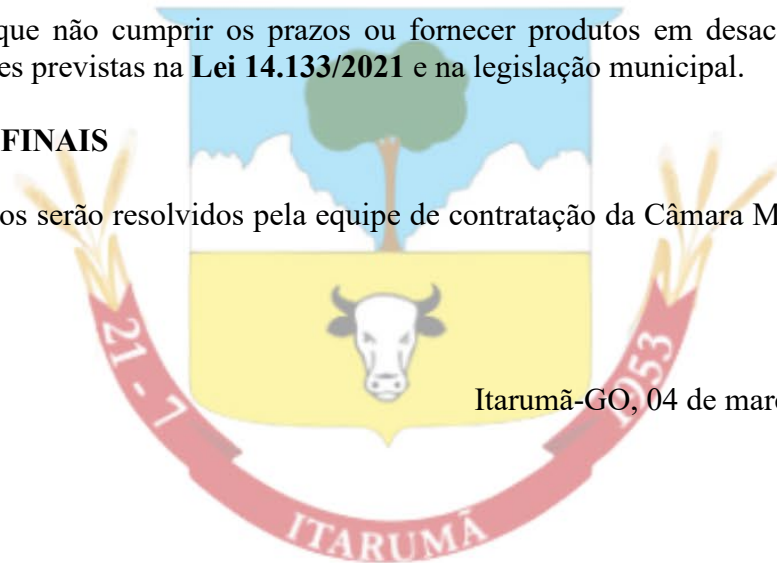 que não cumprir os prazos ou fornecer produtos em desac
es previstas na Lei 14.133/2021 e na legislação municipal.
FINAIS
os serão resolvidos pela equipe de contratação da Câmara M
Itarumã-GO, 04 de marc
21 - 7
1953
ITARUMÃ